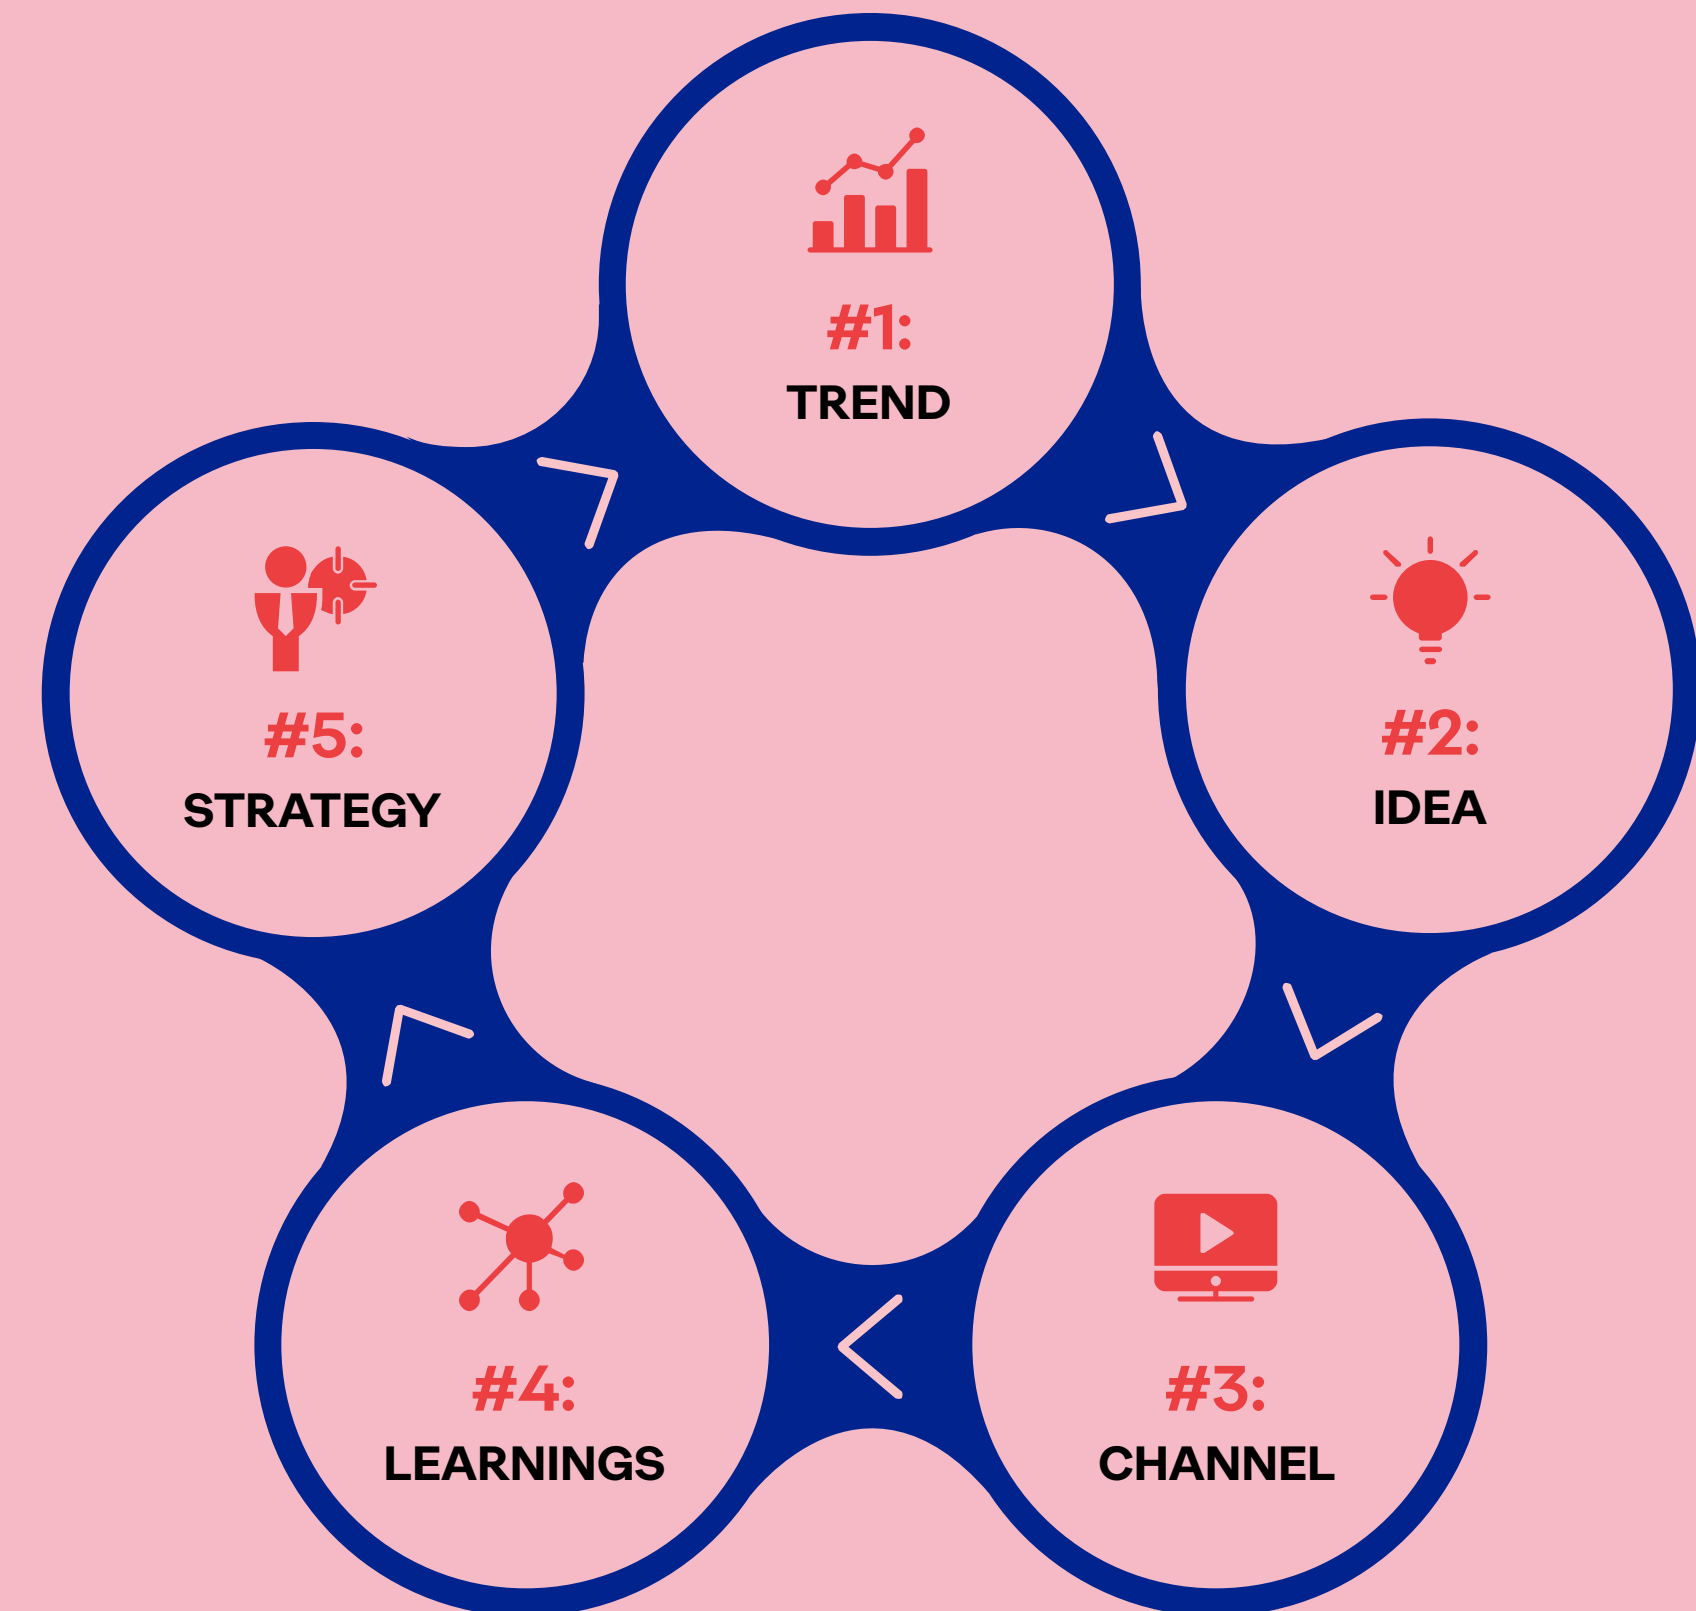 #1:
TREND
#2:
IDEA
#3:
CHANNEL
#4:
LEARNINGS
#5:
STRATEGY